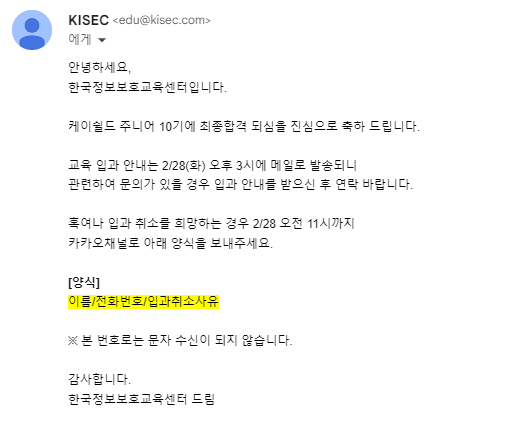 KISEC <edu@kisec.com>
에게
안녕하세요,
한국정보보호교육센터입니다.
케이쉴드 주니어 10기에 최종합격 되심을 진심으로 축하 드립니다.
교육 입과 안내는 2/28(화) 오후 3시에 메일로 발송되니
관련하여 문의가 있을 경우 입과 안내를 받으신 후 연락 바랍니다.
혹여나 입과 취소를 희망하는 경우 2/28 오전 11시까지
카카오채널로 아래 양식을 보내주세요.
[양식]
이름/전화번호/입과취소사유
※ 본 번호로는 문자 수신이 되지 않습니다.
감사합니다.
한국정보보호교육센터 드림